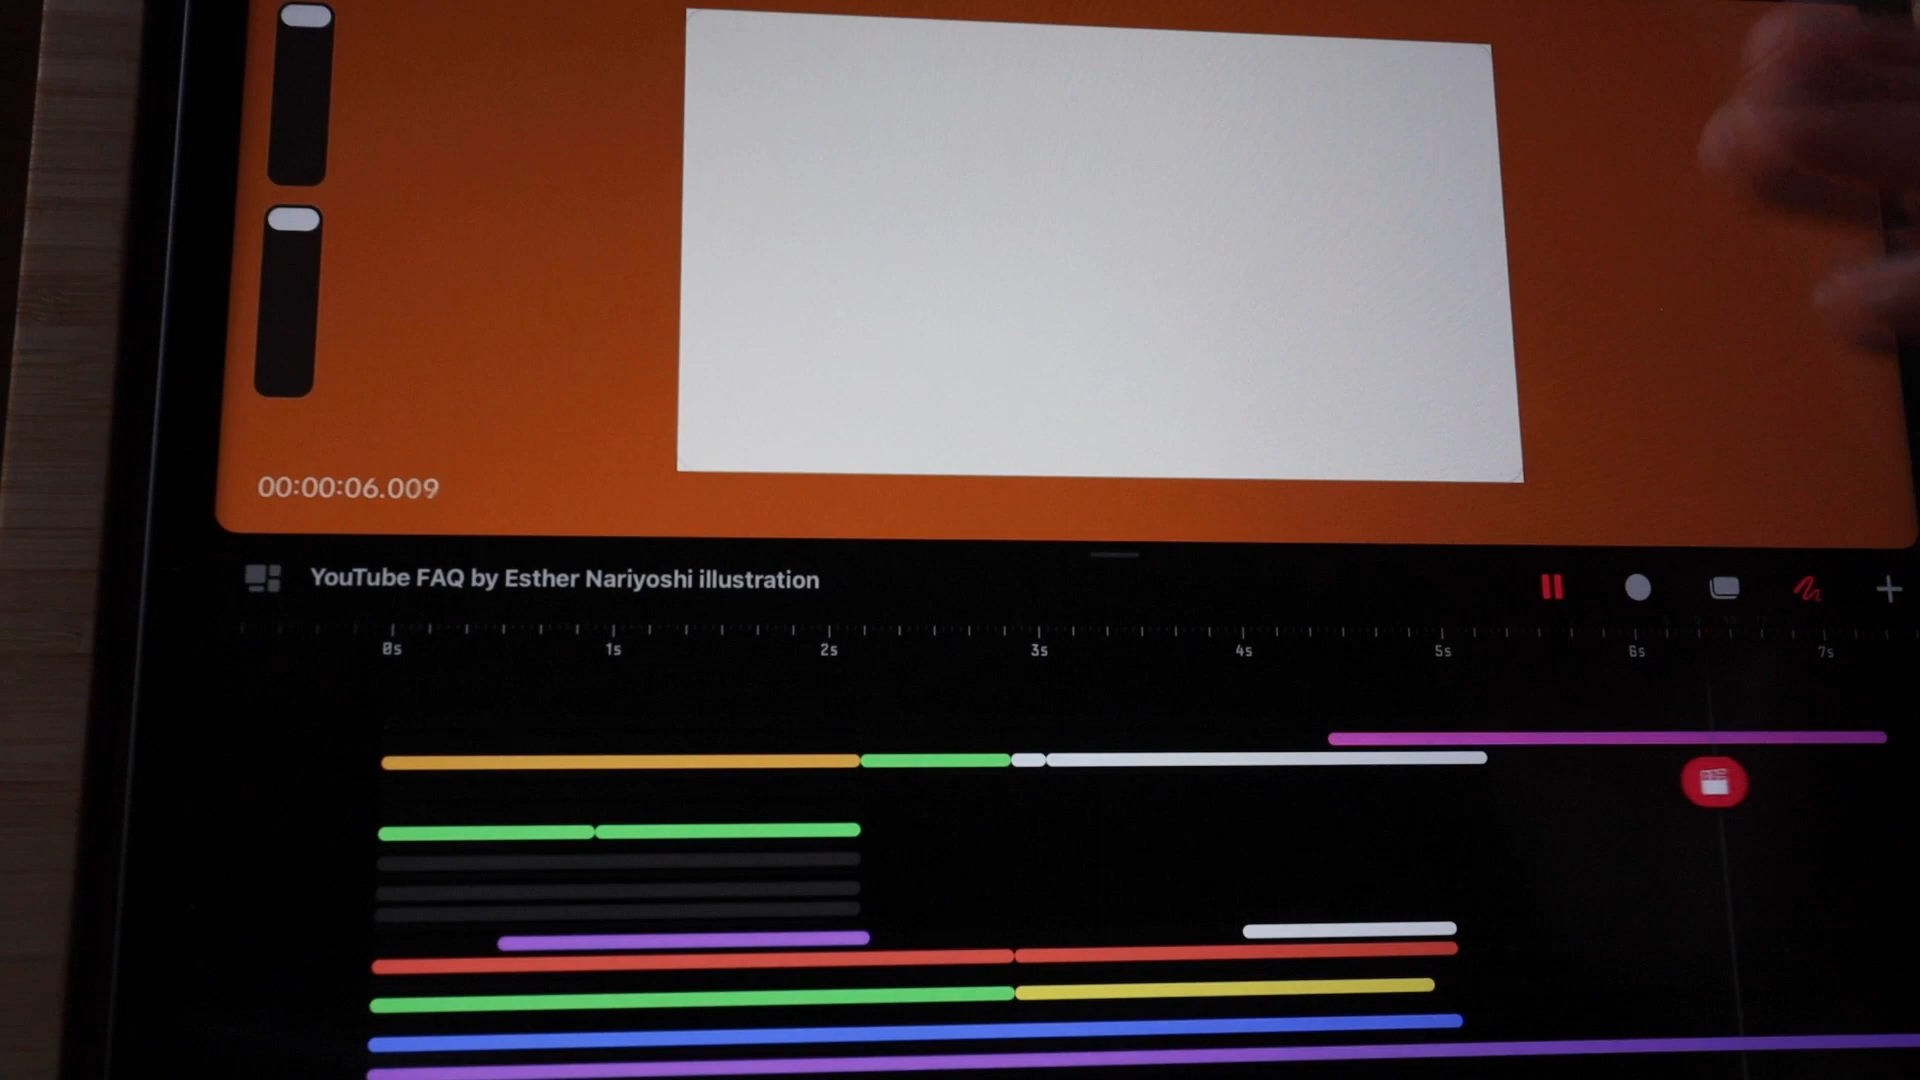 00:00:06.009
YouTube FAQ by Esther Nariyoshi illustration
0s 1s 2s 3s 4s 5s 6s 7s